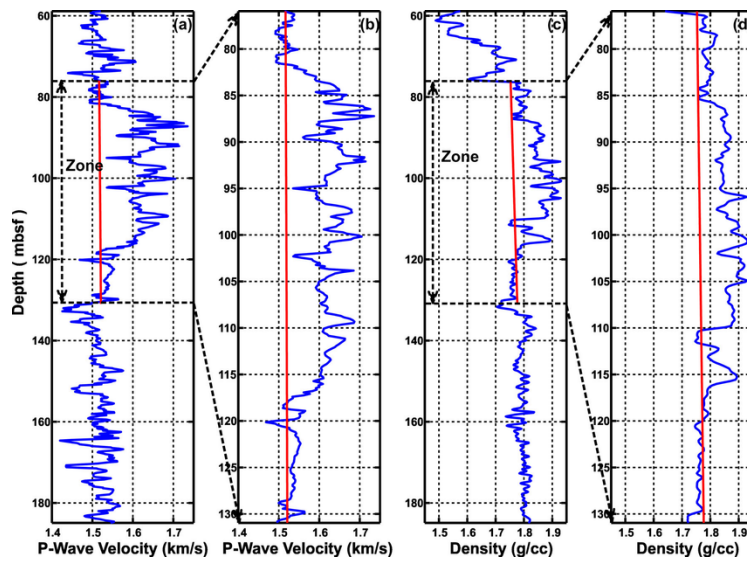 (a)
(b)
(c)
(d
60
80
100
120
140
160
180
Depth ( mbsf )
Zone
1.4 1.5 1.6 1.7
P-Wave Velocity (km/s)
85
90
95
100
105
110
115
120
125
130
1.4 1.5 1.6 1.7
P-Wave Velocity (km/s)
60
80
100
120
140
160
180
Zone
1.5 1.6 1.7 1.8 1.9
Density (g/cc)
85
90
95
100
105
110
115
120
125
130
1.5 1.6 1.7 1.8 1.9
Density (g/cc)